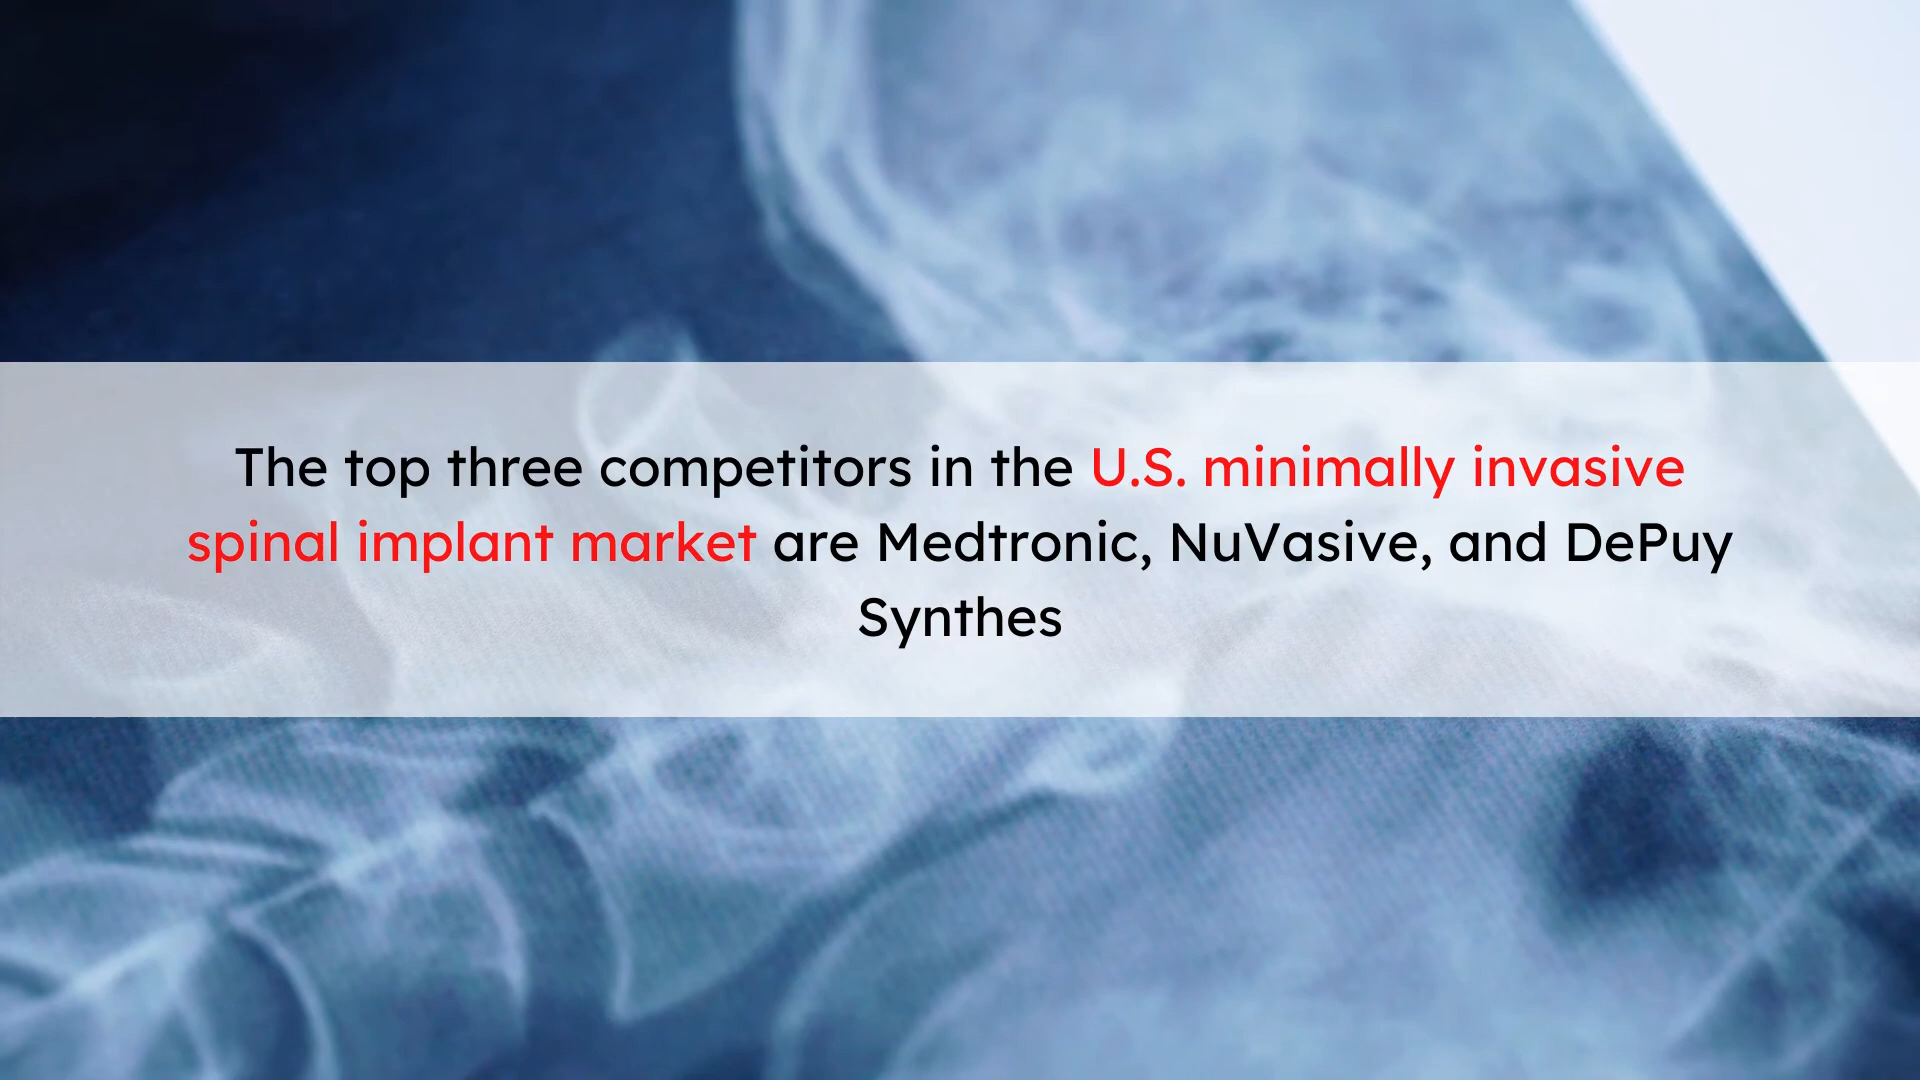 The top three competitors in the U.S. minimally invasive
spinal implant market are Medtronic, NuVasive, and DePuy
Synthes